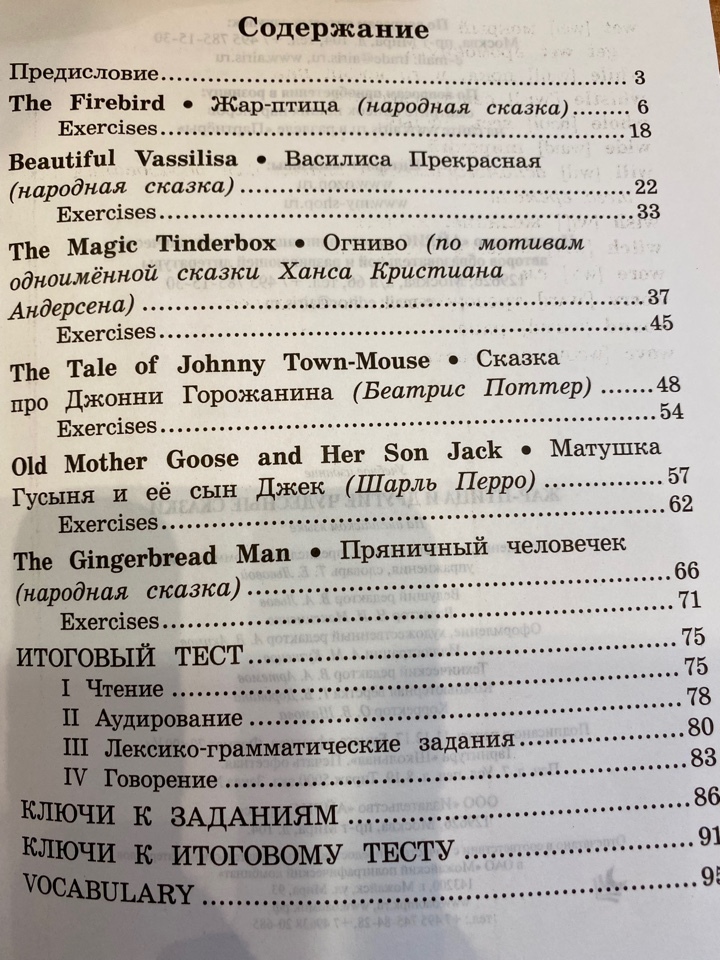 Содержание
Предисловие.......... 3
The Firebird • Жар-птица (народная сказка)........ 6
Exercises.......... 18
Beautiful Vassilisa • Василиса Прекрасная
(народная сказка).......... 22
Exercises.......... 33
The Magic Tinderbox • Огниво (по мотивам
одноимённой сказки Ханса Кристиана
Андерсена).......... 37
Exercises.......... 45
The Tale of Johnny Town-Mouse • Сказка
про Джонни Горожанина (Беатрис Поттер).......48
Exercises.......... 54
Old Mother Goose and Her Son Jack • Матушка
Гусыня и её сын Джек (Шарль Перро)..........57
Exercises.......... 62
The Gingerbread Man • Пряничный человечек
(народная сказка).......... 66
Exercises.......... 71
ИТОГОВЫЙ ТЕСТ.......... 75
I Чтение.......... 75
II Аудирование.......... 78
III Лексико-грамматические задания.......... 80
IV Говорение.......... 83
КЛЮЧИ К ЗАДАНИЯМ.......... 86
КЛЮЧИ К ИТОГОВОМУ ТЕСТУ.......... 91
VOCABULARY.......... 95